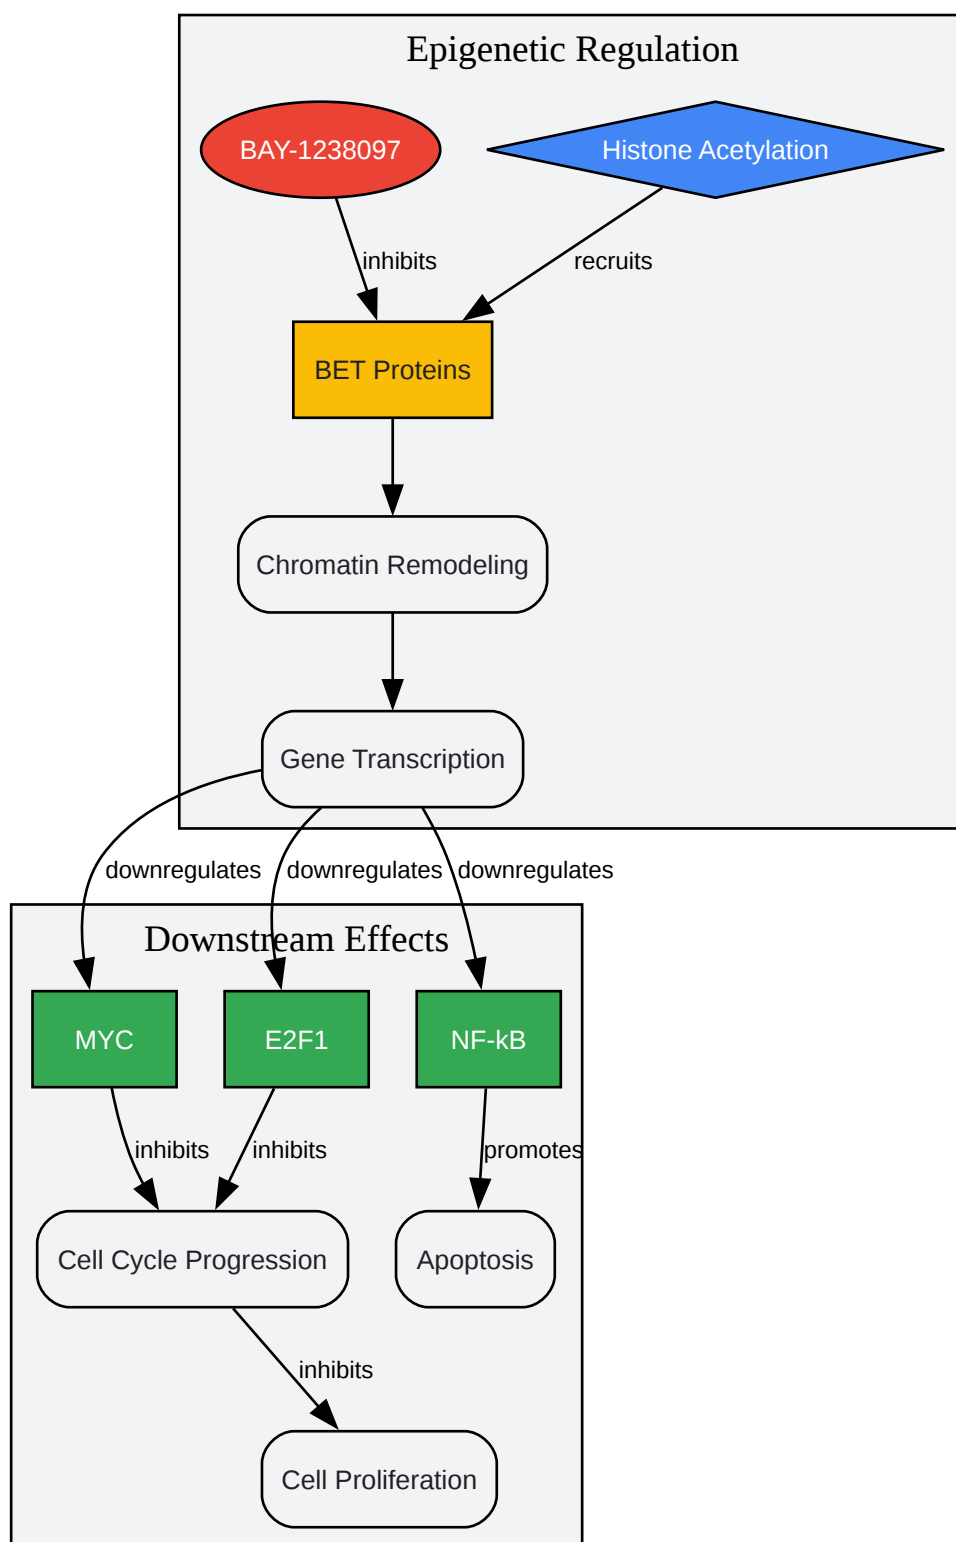 Epigenetic Regulation
BAY-1238097
Histone Acetylation
inhibits
recruits
BET Proteins
Chromatin Remodeling
Gene Transcription
downregulates
downregulates
downregulates
Downstream Effects
MYC
E2F1
NF-kB
inhibits
inhibits
promotes
Cell Cycle Progression
Apoptosis
inhibits
Cell Proliferation